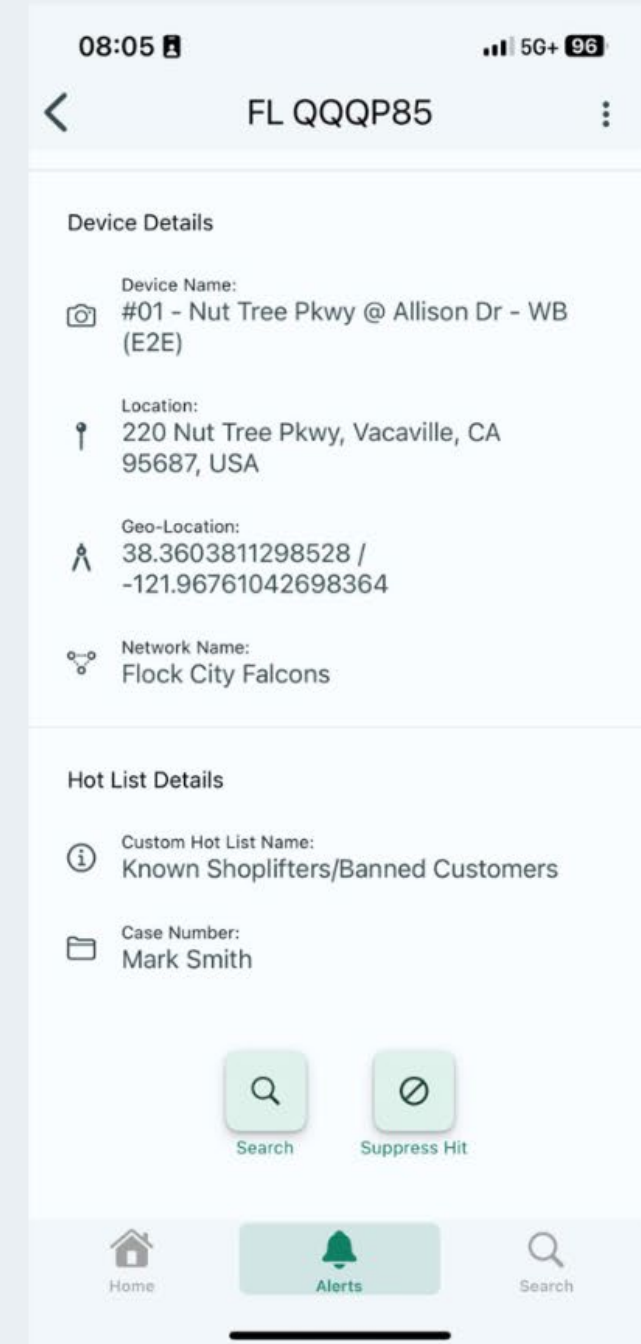 08:05 5G+ 96
FL QQQP85
Device Details
Device Name:
#01 - Nut Tree Pkwy @ Allison Dr - WB
(E2E)
Location:
220 Nut Tree Pkwy, Vacaville, CA
95687, USA
Geo-Location:
38.3603811298528 /
-121.96761042698364
Network Name:
Flock City Falcons
Hot List Details
Custom Hot List Name:
Known Shoplifters/Banned Customers
Case Number:
Mark Smith
Search Suppress Hit
Home Alerts Search